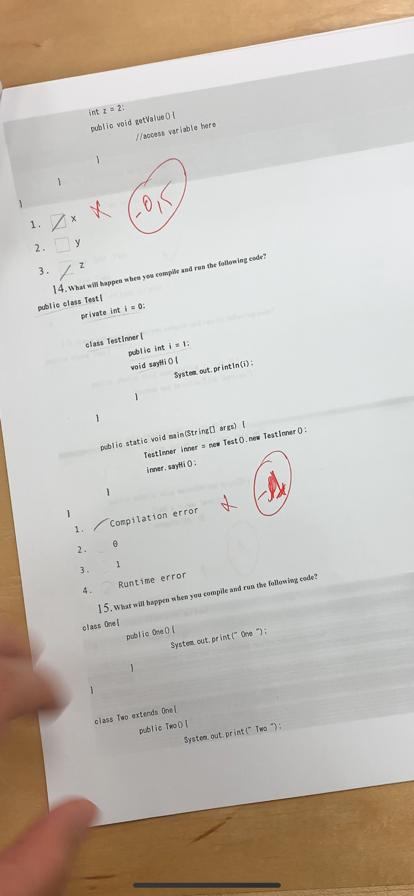 int z = 2;
public void getValue(){
//access variable here
}
}
}
1. x
-0.5
2. y
3. z
14. What will happen when you compile and run the following code?
public class Test{
private int i = 0;
class TestInner{
public int i = 1;
void sayHi(){
System.out.println(i);
}
}
public static void main(String[] args) {
TestInner inner = new Test().new TestInner();
inner.sayHi();
}
}
1. Compilation error
2. 0
3. 1
4. Runtime error
15. What will happen when you compile and run the following code?
class One{
public One(){
System.out.print(" One ");
}
}
class Two extends One{
public Two(){
System.out.print(" Two ");